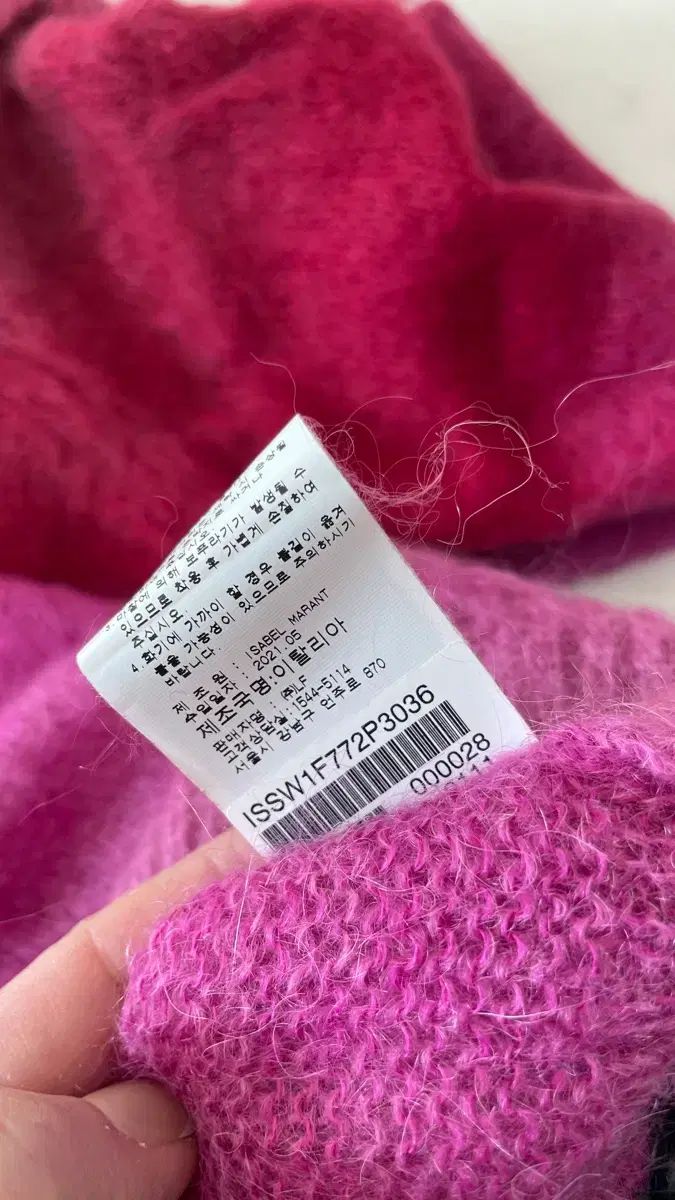 의해 보푸라기가 발생될 수
있으므로 착용 후 가볍게 손질하여
주십시오.
4. 화기에 가까이 할 경우 불길이 옮겨
붙을 가능성이 있으므로 주의하시기
바랍니다.
제 조 원 : ISABEL MARANT
수입일자 : 2021.05
제조국명:이탈리아
판매자명 : ㈜LF
고객상담실:1544-5114
서울시 강남구 언주로 870
ISSW1F772P3036
000028